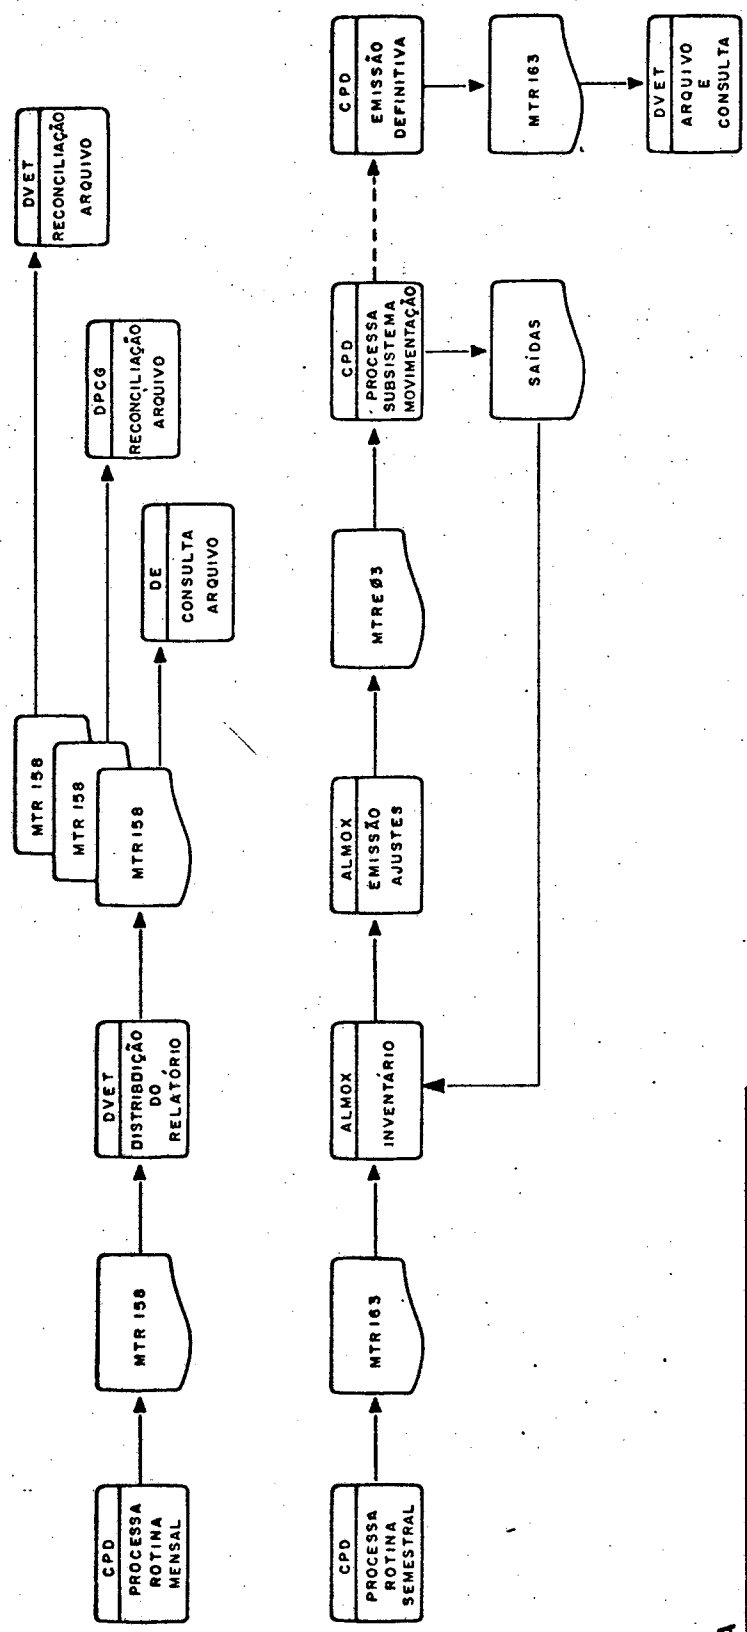 CPD
PROCESSA
ROTINA
MENSAL
MTR 158
DVET
DISTRIBUIÇÃO
DO
RELATÓRIO
MTR 158
MTR 158
MTR 158
DE
CONSULTA
ARQUIVO
DPCG
RECONCILIAÇÃO
ARQUIVO
DVET
RECONCILIAÇÃO
ARQUIVO
CPD
PROCESSA
ROTINA
SEMESTRAL
MTR 163
ALMOX
INVENTÁRIO
ALMOX
EMISSÃO
AJUSTES
MTREØ3
CPD
PROCESSA
SUBSISTEMA
MOVIMENTAÇÃO
SAÍDAS
CPD
EMISSÃO
DEFINITIVA
MTR 163
DVET
ARQUIVO
E
CONSULTA